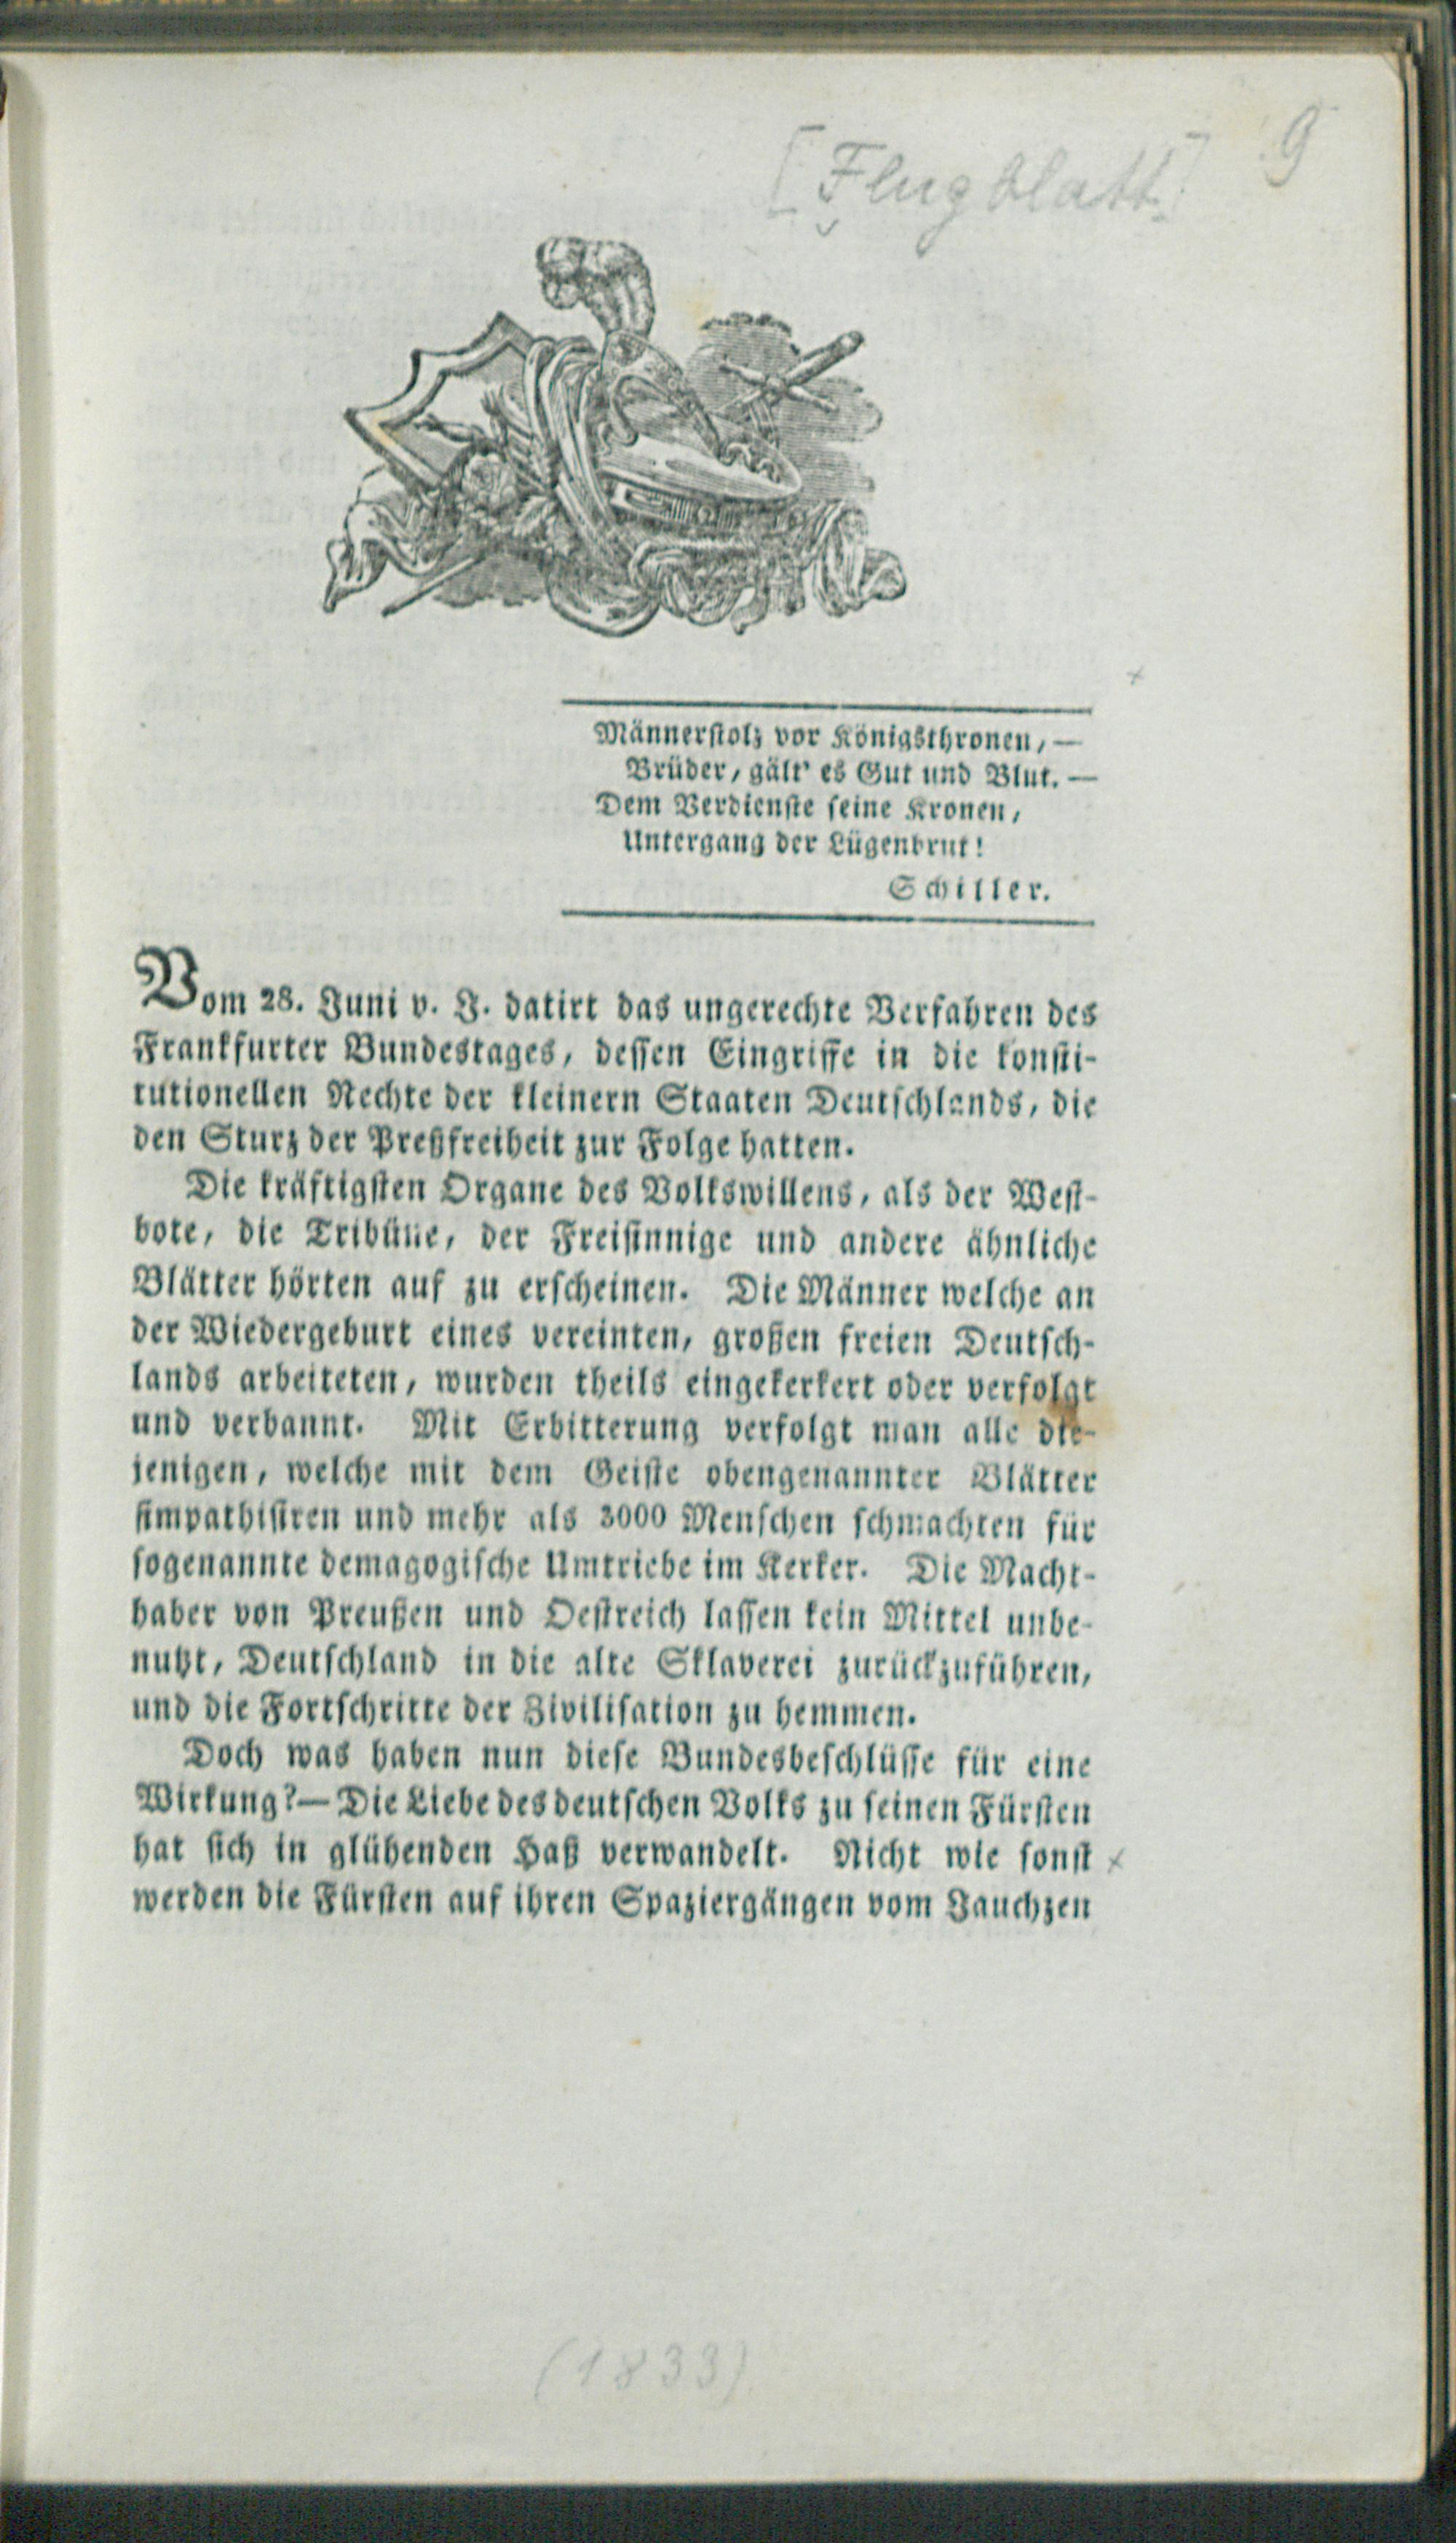 [Flugblatt] 9
Männerstolz vor Königsthronen, —
Brüder, gält' es Gut und Blut. —
Dem Verdienste seine Kronen,
Untergang der Lügenbrut!
Schiller.
Vom 28. Juni v. J. datirt das ungerechte Verfahren des
Frankfurter Bundestages, dessen Eingriffe in die konsti-
tutionellen Rechte der kleinern Staaten Deutschlands, die
den Sturz der Preßfreiheit zur Folge hatten.
Die kräftigsten Organe des Volkswillens, als der West-
bote, die Tribüne, der Freisinnige und andere ähnliche
Blätter hörten auf zu erscheinen. Die Männer welche an
der Wiedergeburt eines vereinten, großen freien Deutsch-
lands arbeiteten, wurden theils eingekerkert oder verfolgt
und verbannt. Mit Erbitterung verfolgt man alle die-
jenigen, welche mit dem Geiste obengenannter Blätter
simpathisiren und mehr als 3000 Menschen schmachten für
sogenannte demagogische Umtriebe im Kerker. Die Macht-
haber von Preußen und Oestreich lassen kein Mittel unbe-
nutzt, Deutschland in die alte Sklaverei zurückzuführen,
und die Fortschritte der Zivilisation zu hemmen.
Doch was haben nun diese Bundesbeschlüsse für eine
Wirkung?— Die Liebe des deutschen Volks zu seinen Fürsten
hat sich in glühenden Haß verwandelt. Nicht wie sonst
werden die Fürsten auf ihren Spaziergängen vom Jauchzen
(1833)